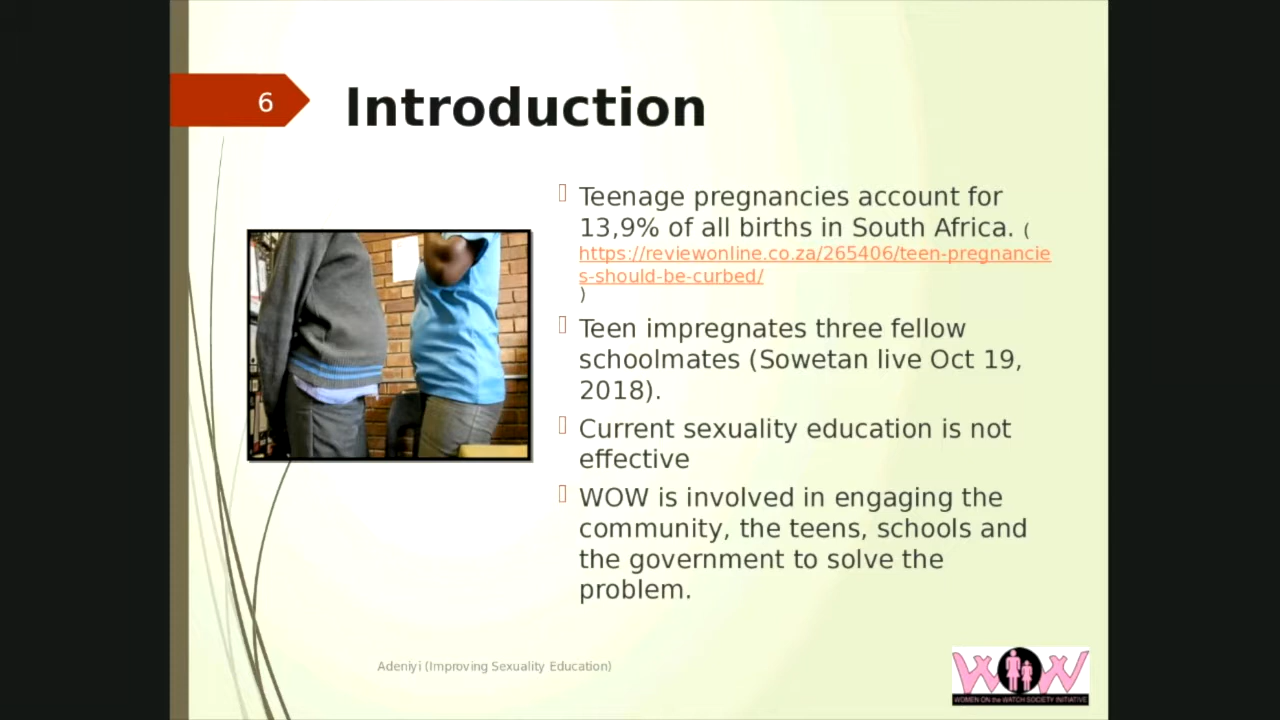 6
Introduction
Teenage pregnancies account for
13,9% of all births in South Africa. (
https://reviewonline.co.za/265406/teen-pregnancie
s-should-be-curbed/
)
Teen impregnates three fellow
schoolmates (Sowetan live Oct 19,
2018).
Current sexuality education is not
effective
WOW is involved in engaging the
community, the teens, schools and
the government to solve the
problem.
Adeniyi (Improving Sexuality Education)
WOW
WOMEN ON the WATCH SOCIETY INITIATIVE